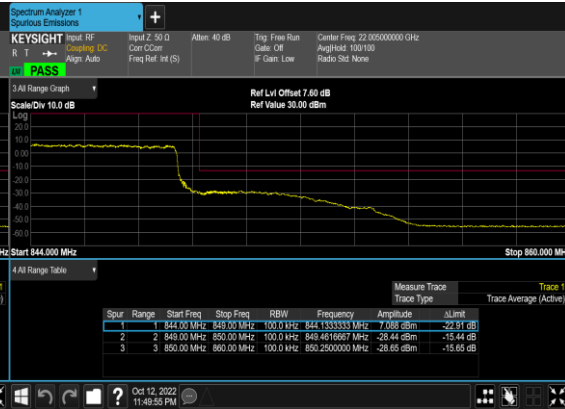 Spectrum Analyzer 1
Spurious Emissions
KEYSIGHT Input: RF Input Z: 50 Ω Atten: 40 dB Trig: Free Run Center Freq: 22.005000000 GHz
R T Coupling: DC Corr CCorr Gate: Off Avg|Hold: 100/100
Align: Auto Freq Ref: Int (S) IF Gain: Low Radio Std: None
PASS
3 All Range Graph
Ref Lvl Offset 7.60 dB
Scale/Div 10.0 dB Ref Value 30.00 dBm
Log
20.0
10.0
0.00
-10.0
-20.0
-30.0
-40.0
-50.0
-60.0
Hz Start 844.000 MHz Stop 860.000 MH
4 All Range Table
Measure Trace Trace 1
Trace Type Trace Average (Active)
Spur Range Start Freq Stop Freq RBW Frequency Amplitude ΔLimit
1 1 844.00 MHz 849.00 MHz 100.0 kHz 844.1333333 MHz 7.088 dBm -22.91 dB
2 2 849.00 MHz 850.00 MHz 100.0 kHz 849.4616667 MHz -28.44 dBm -15.44 dB
3 3 850.00 MHz 860.00 MHz 100.0 kHz 850.2500000 MHz -28.65 dBm -15.65 dB
Oct 12, 2022
11:49:55 PM